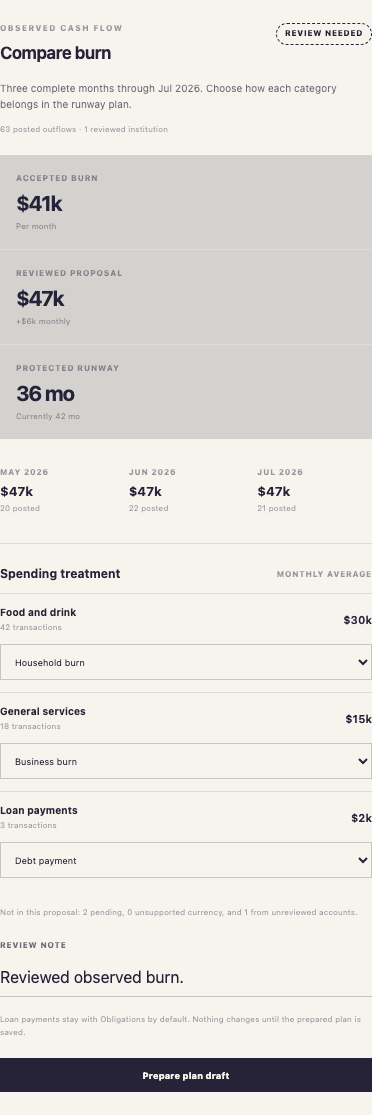 OBSERVED CASH FLOW
REVIEW NEEDED
Compare burn
Three complete months through Jul 2026. Choose how each category
belongs in the runway plan.
63 posted outflows · 1 reviewed institution
ACCEPTED BURN
$41k
Per month
REVIEWED PROPOSAL
$47k
+$6k monthly
PROTECTED RUNWAY
36 mo
Currently 42 mo
MAY 2026 JUN 2026 JUL 2026
$47k $47k $47k
20 posted 22 posted 21 posted
Spending treatment MONTHLY AVERAGE
Food and drink
42 transactions
$30k
Household burn
General services
18 transactions
$15k
Business burn
Loan payments
3 transactions
$2k
Debt payment
Not in this proposal: 2 pending, 0 unsupported currency, and 1 from unreviewed accounts.
REVIEW NOTE
Reviewed observed burn.
Loan payments stay with Obligations by default. Nothing changes until the prepared plan is
saved.
Prepare plan draft